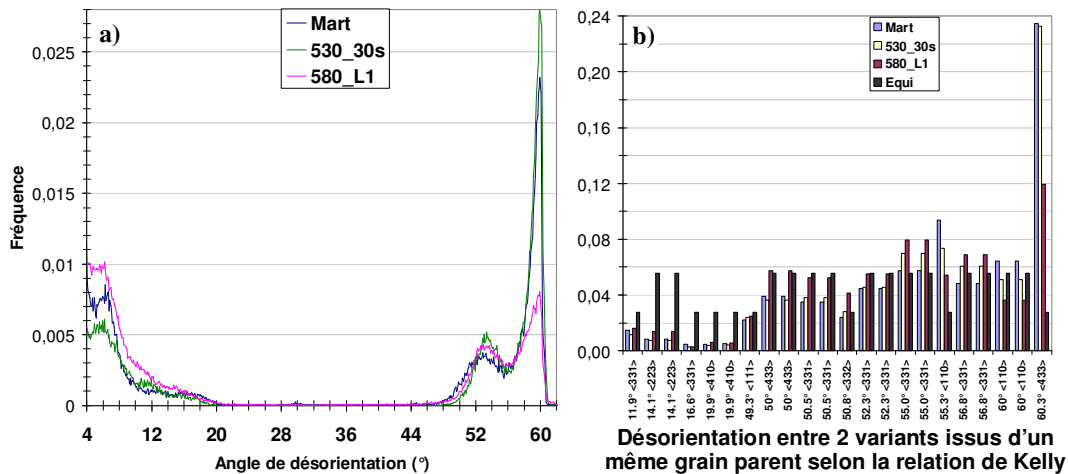 a)
Mart
530_30s
580_L1
0,025
0,02
0,015
0,01
0,005
0
Fréquence
4 12 20 28 36 44 52 60
Angle de désorientation (°)
b)
Mart
530_30s
580_L1
Equi
0,24
0,20
0,16
0,12
0,08
0,04
0,00
11.9° <331>
14.1° <223>
14.1° <223>
16.6° <331>
19.9° <410>
19.9° <410>
49.3° <111>
50° <433>
50° <433>
50.5° <331>
50.5° <331>
50.8° <332>
52.3° <331>
52.3° <331>
55.0° <331>
55.0° <331>
55.3° <110>
56.8° <331>
56.8° <331>
60° <110>
60° <110>
60.3° <433>
Désorientation entre 2 variants issus d'un
même grain parent selon la relation de Kelly